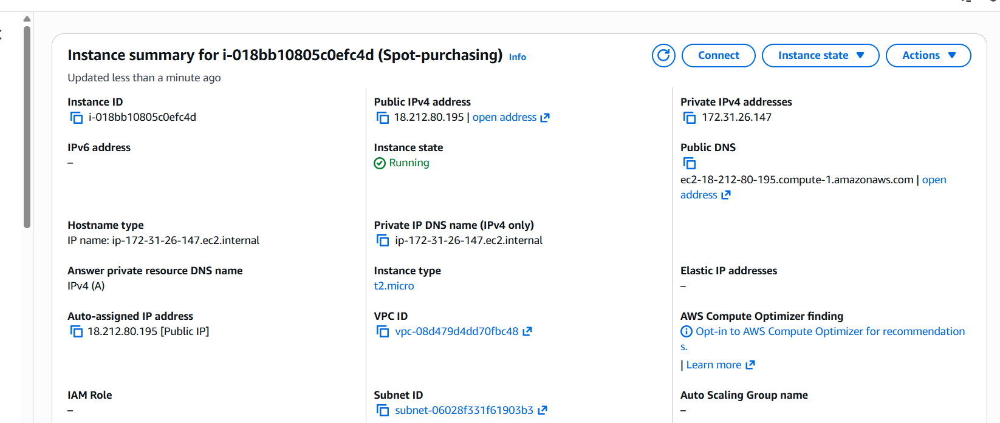 Instance summary for i-018bb10805c0efc4d (Spot-purchasing) Info
Connect
Instance state
Actions
Updated less than a minute ago
Instance ID
i-018bb10805c0efc4d
Public IPv4 address
18.212.80.195 | open address
Private IPv4 addresses
172.31.26.147
IPv6 address
–
Instance state
Running
Public DNS
ec2-18-212-80-195.compute-1.amazonaws.com | open
address
Hostname type
IP name: ip-172-31-26-147.ec2.internal
Private IP DNS name (IPv4 only)
ip-172-31-26-147.ec2.internal
Answer private resource DNS name
IPv4 (A)
Instance type
t2.micro
Elastic IP addresses
–
Auto-assigned IP address
18.212.80.195 [Public IP]
VPC ID
vpc-08d479d4dd70fbc48
AWS Compute Optimizer finding
Opt-in to AWS Compute Optimizer for recommendation
s.
| Learn more
IAM Role
–
Subnet ID
subnet-06028f331f61903b3
Auto Scaling Group name
–